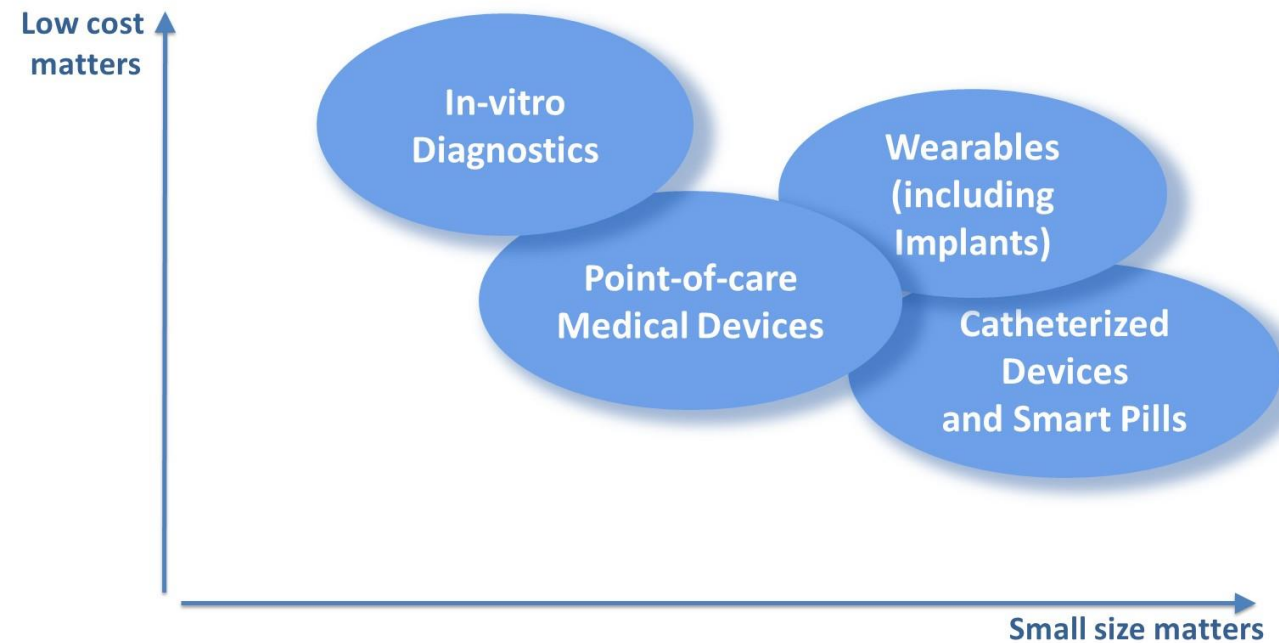 Low cost
matters
In-vitro
Diagnostics
Wearables
(including
Implants)
Point-of-care
Medical Devices
Catheterized
Devices
and Smart Pills
Small size matters